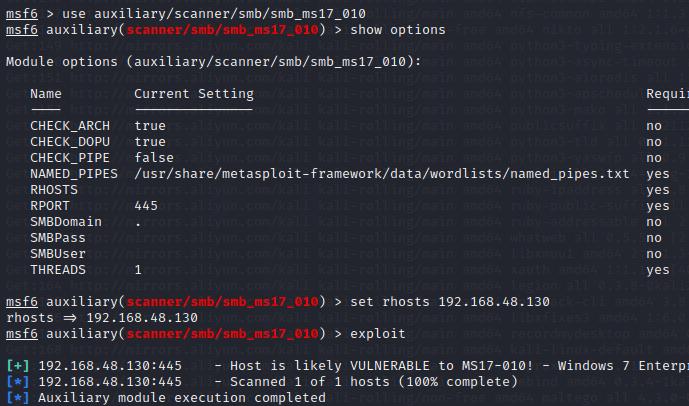 msf6 > use auxiliary/scanner/smb/smb_ms17_010
msf6 auxiliary(scanner/smb/smb_ms17_010) > show options
Module options (auxiliary/scanner/smb/smb_ms17_010):
Name Current Setting Requi
---- --------------- -----
CHECK_ARCH true no
CHECK_DOPU true no
CHECK_PIPE false no
NAMED_PIPES /usr/share/metasploit-framework/data/wordlists/named_pipes.txt yes
RHOSTS yes
RPORT 445 yes
SMBDomain . no
SMBPass no
SMBUser no
THREADS 1 yes
msf6 auxiliary(scanner/smb/smb_ms17_010) > set rhosts 192.168.48.130
rhosts => 192.168.48.130
msf6 auxiliary(scanner/smb/smb_ms17_010) > exploit
[+] 192.168.48.130:445 - Host is likely VULNERABLE to MS17-010! - Windows 7 Enterp
[*] 192.168.48.130:445 - Scanned 1 of 1 hosts (100% complete)
[*] Auxiliary module execution completed